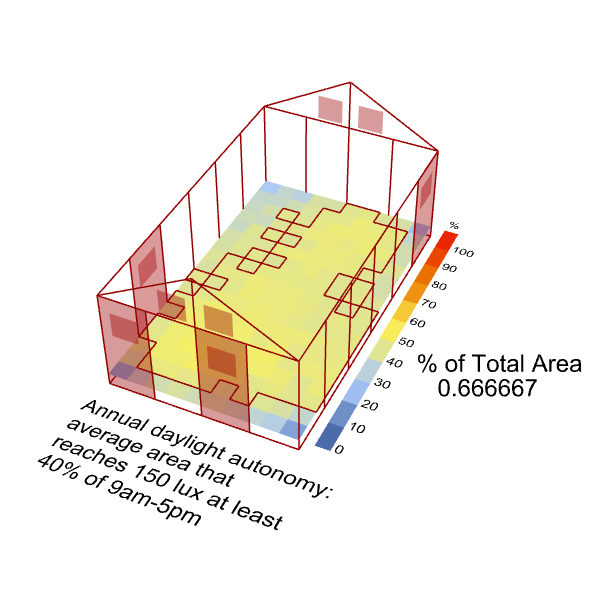 %
100
90
80
70
60
50
40
30
20
10
0
% of Total Area
0.666667
Annual daylight autonomy:
average area that
reaches 150 lux at least
40% of 9am-5pm